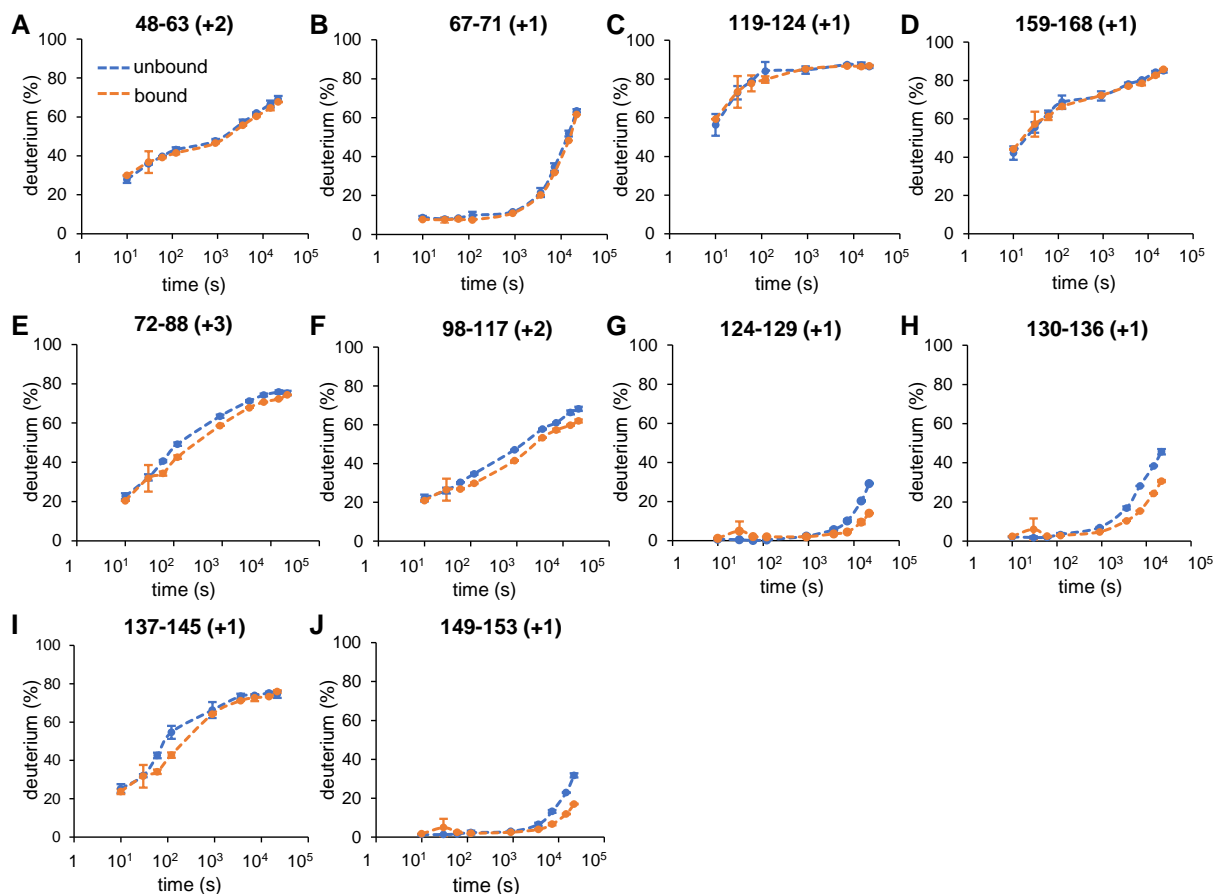 A 48-63 (+2)
100
80
60
40
20
0
deuterium (%)
unbound
bound
1 10¹ 10² 10³ 10⁴ 10⁵
time (s)
B 67-71 (+1)
100
80
60
40
20
0
deuterium (%)
1 10¹ 10² 10³ 10⁴ 10⁵
time (s)
C 119-124 (+1)
100
80
60
40
20
0
deuterium (%)
1 10¹ 10² 10³ 10⁴ 10⁵
time (s)
D 159-168 (+1)
100
80
60
40
20
0
deuterium (%)
1 10¹ 10² 10³ 10⁴ 10⁵
time (s)
E 72-88 (+3)
100
80
60
40
20
0
deuterium (%)
1 10¹ 10² 10³ 10⁴ 10⁵
time (s)
F 98-117 (+2)
100
80
60
40
20
0
deuterium (%)
1 10¹ 10² 10³ 10⁴ 10⁵
time (s)
G 124-129 (+1)
100
80
60
40
20
0
deuterium (%)
1 10¹ 10² 10³ 10⁴ 10⁵
time (s)
H 130-136 (+1)
100
80
60
40
20
0
deuterium (%)
1 10¹ 10² 10³ 10⁴ 10⁵
time (s)
I 137-145 (+1)
100
80
60
40
20
0
deuterium (%)
1 10¹ 10² 10³ 10⁴ 10⁵
time (s)
J 149-153 (+1)
100
80
60
40
20
0
deuterium (%)
1 10¹ 10² 10³ 10⁴ 10⁵
time (s)